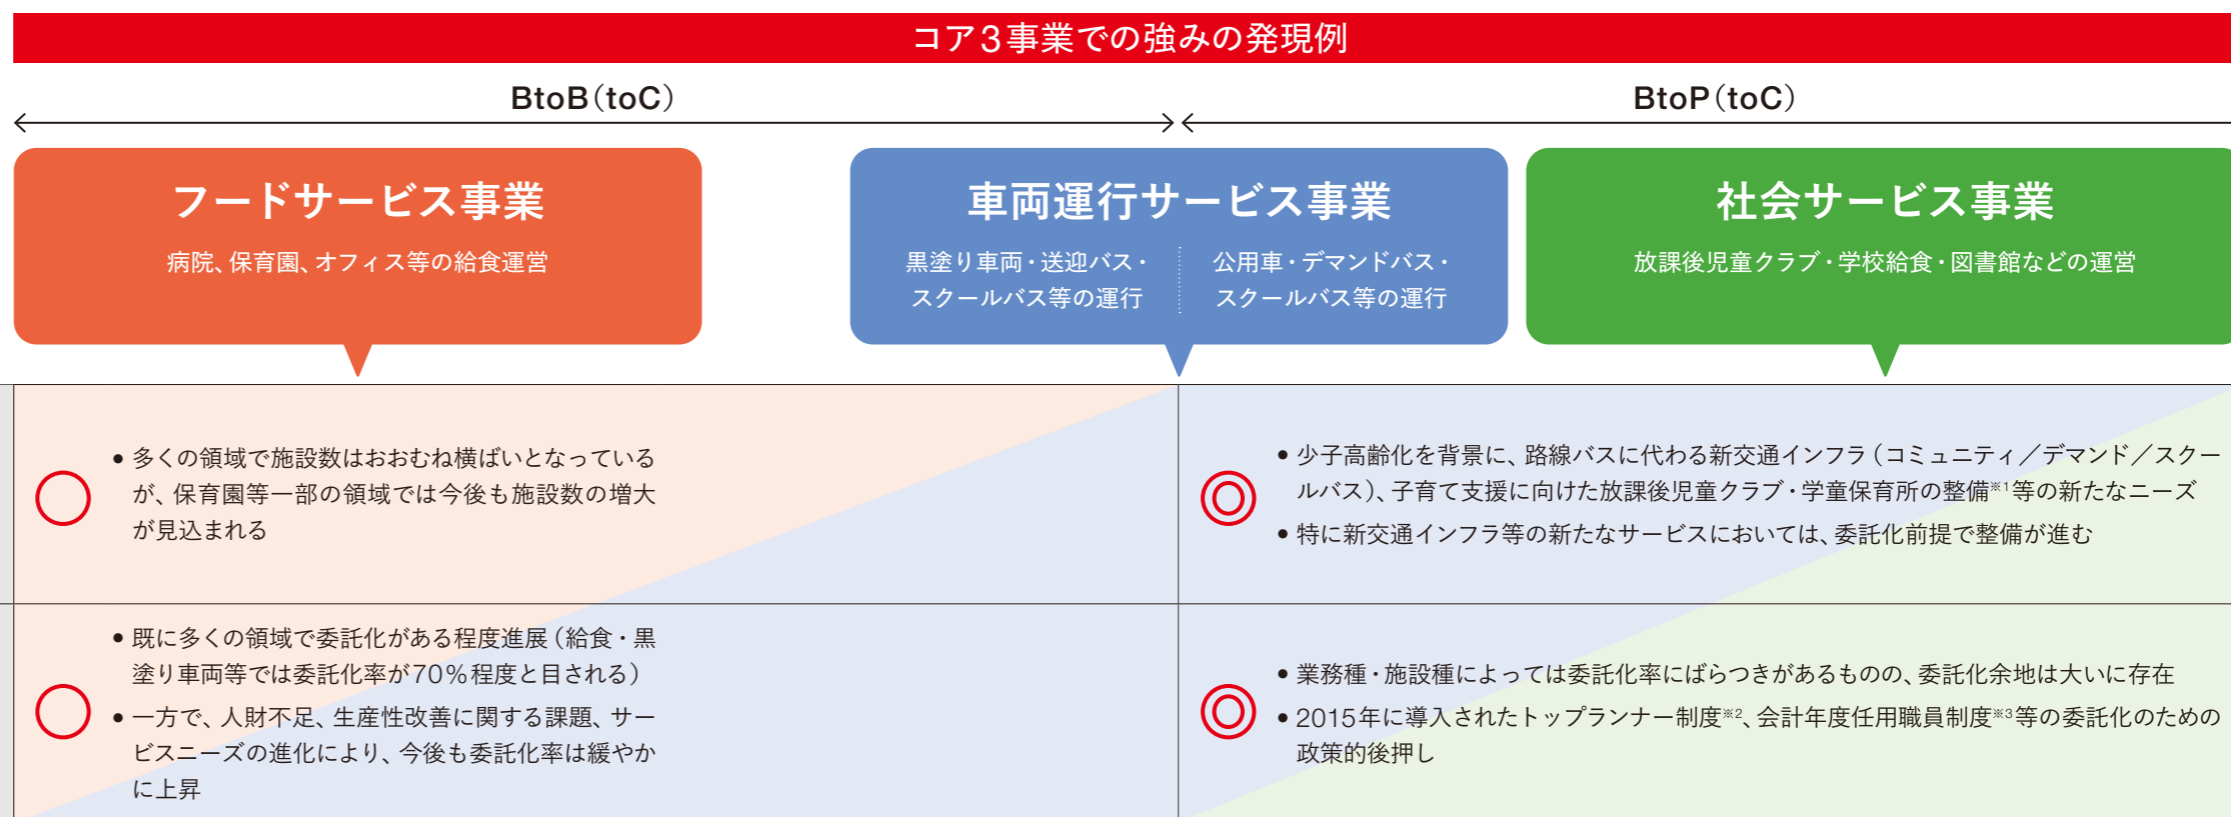 コア3事業での強みの発現例
BtoB(toC)
BtoP(toC)
フードサービス事業
病院、保育園、オフィス等の給食運営
車両運行サービス事業
黒塗り車両・送迎バス・
スクールバス等の運行
公用車・デマンドバス・
スクールバス等の運行
社会サービス事業
放課後児童クラブ・学校給食・図書館などの運営
● 多くの領域で施設数はおおむね横ばいとなっている
が、保育園等一部の領域では今後も施設数の増大
が見込まれる
● 少子高齢化を背景に、路線バスに代わる新交通インフラ（コミュニティ／デマンド／スクー
ルバス）、子育て支援に向けた放課後児童クラブ・学童保育所の整備※1等の新たなニーズ
● 特に新交通インフラ等の新たなサービスにおいては、委託化前提で整備が進む
● 既に多くの領域で委託化がある程度進展（給食・黒
塗り車両等では委託化率が70％程度と目される）
● 一方で、人財不足、生産性改善に関する課題、サー
ビスニーズの進化により、今後も委託化率は緩やか
に上昇
● 業務種・施設種によっては委託化率にばらつきがあるものの、委託化余地は大いに存在
● 2015年に導入されたトップランナー制度※2、会計年度任用職員制度※3等の委託化のための
政策的後押し